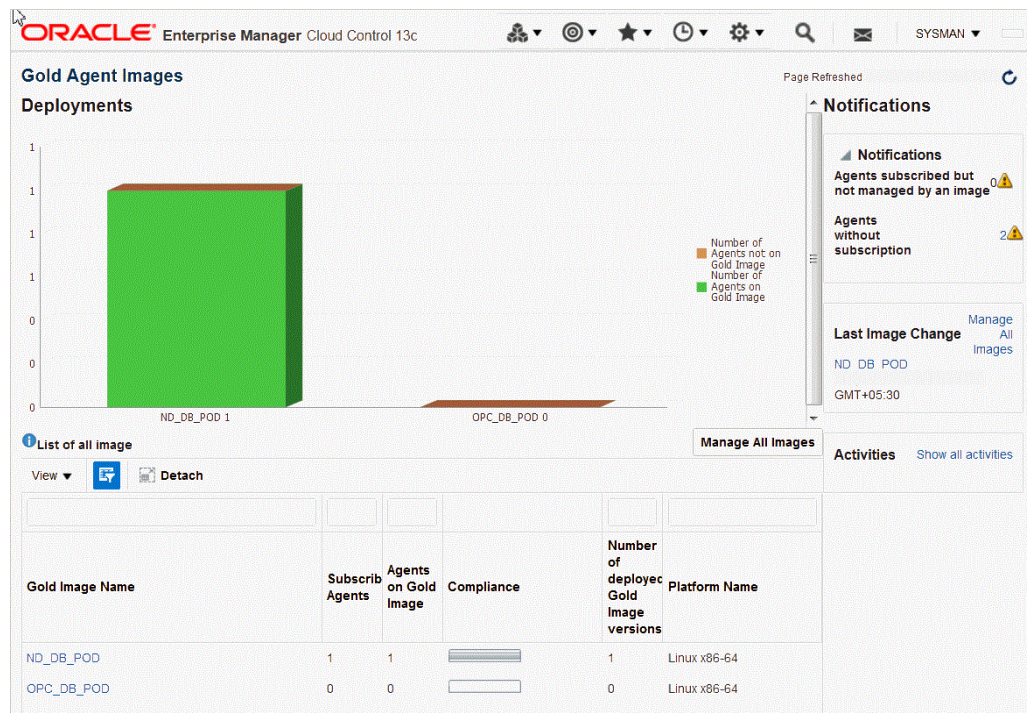 ORACLE Enterprise Manager Cloud Control 13c
SYSMAN
Gold Agent Images
Page Refreshed
Deployments
1
1
1
1
0
0
0
ND_DB_POD 1
OPC_DB_POD 0
Number of
Agents not on
Gold Image
Number of
Agents on
Gold Image
Notifications
Notifications
Agents subscribed but
not managed by an image 0
Agents
without
subscription
2
Last Image Change
Manage
All
Images
ND_DB_POD
GMT+05:30
Activities Show all activities
List of all image
Manage All Images
View
Detach
Gold Image Name
Subscrib
Agents
Agents
on Gold
Image
Compliance
Number
of
deployed
Gold
Image
versions
Platform Name
ND_DB_POD 1 1 1 Linux x86-64
OPC_DB_POD 0 0 0 Linux x86-64